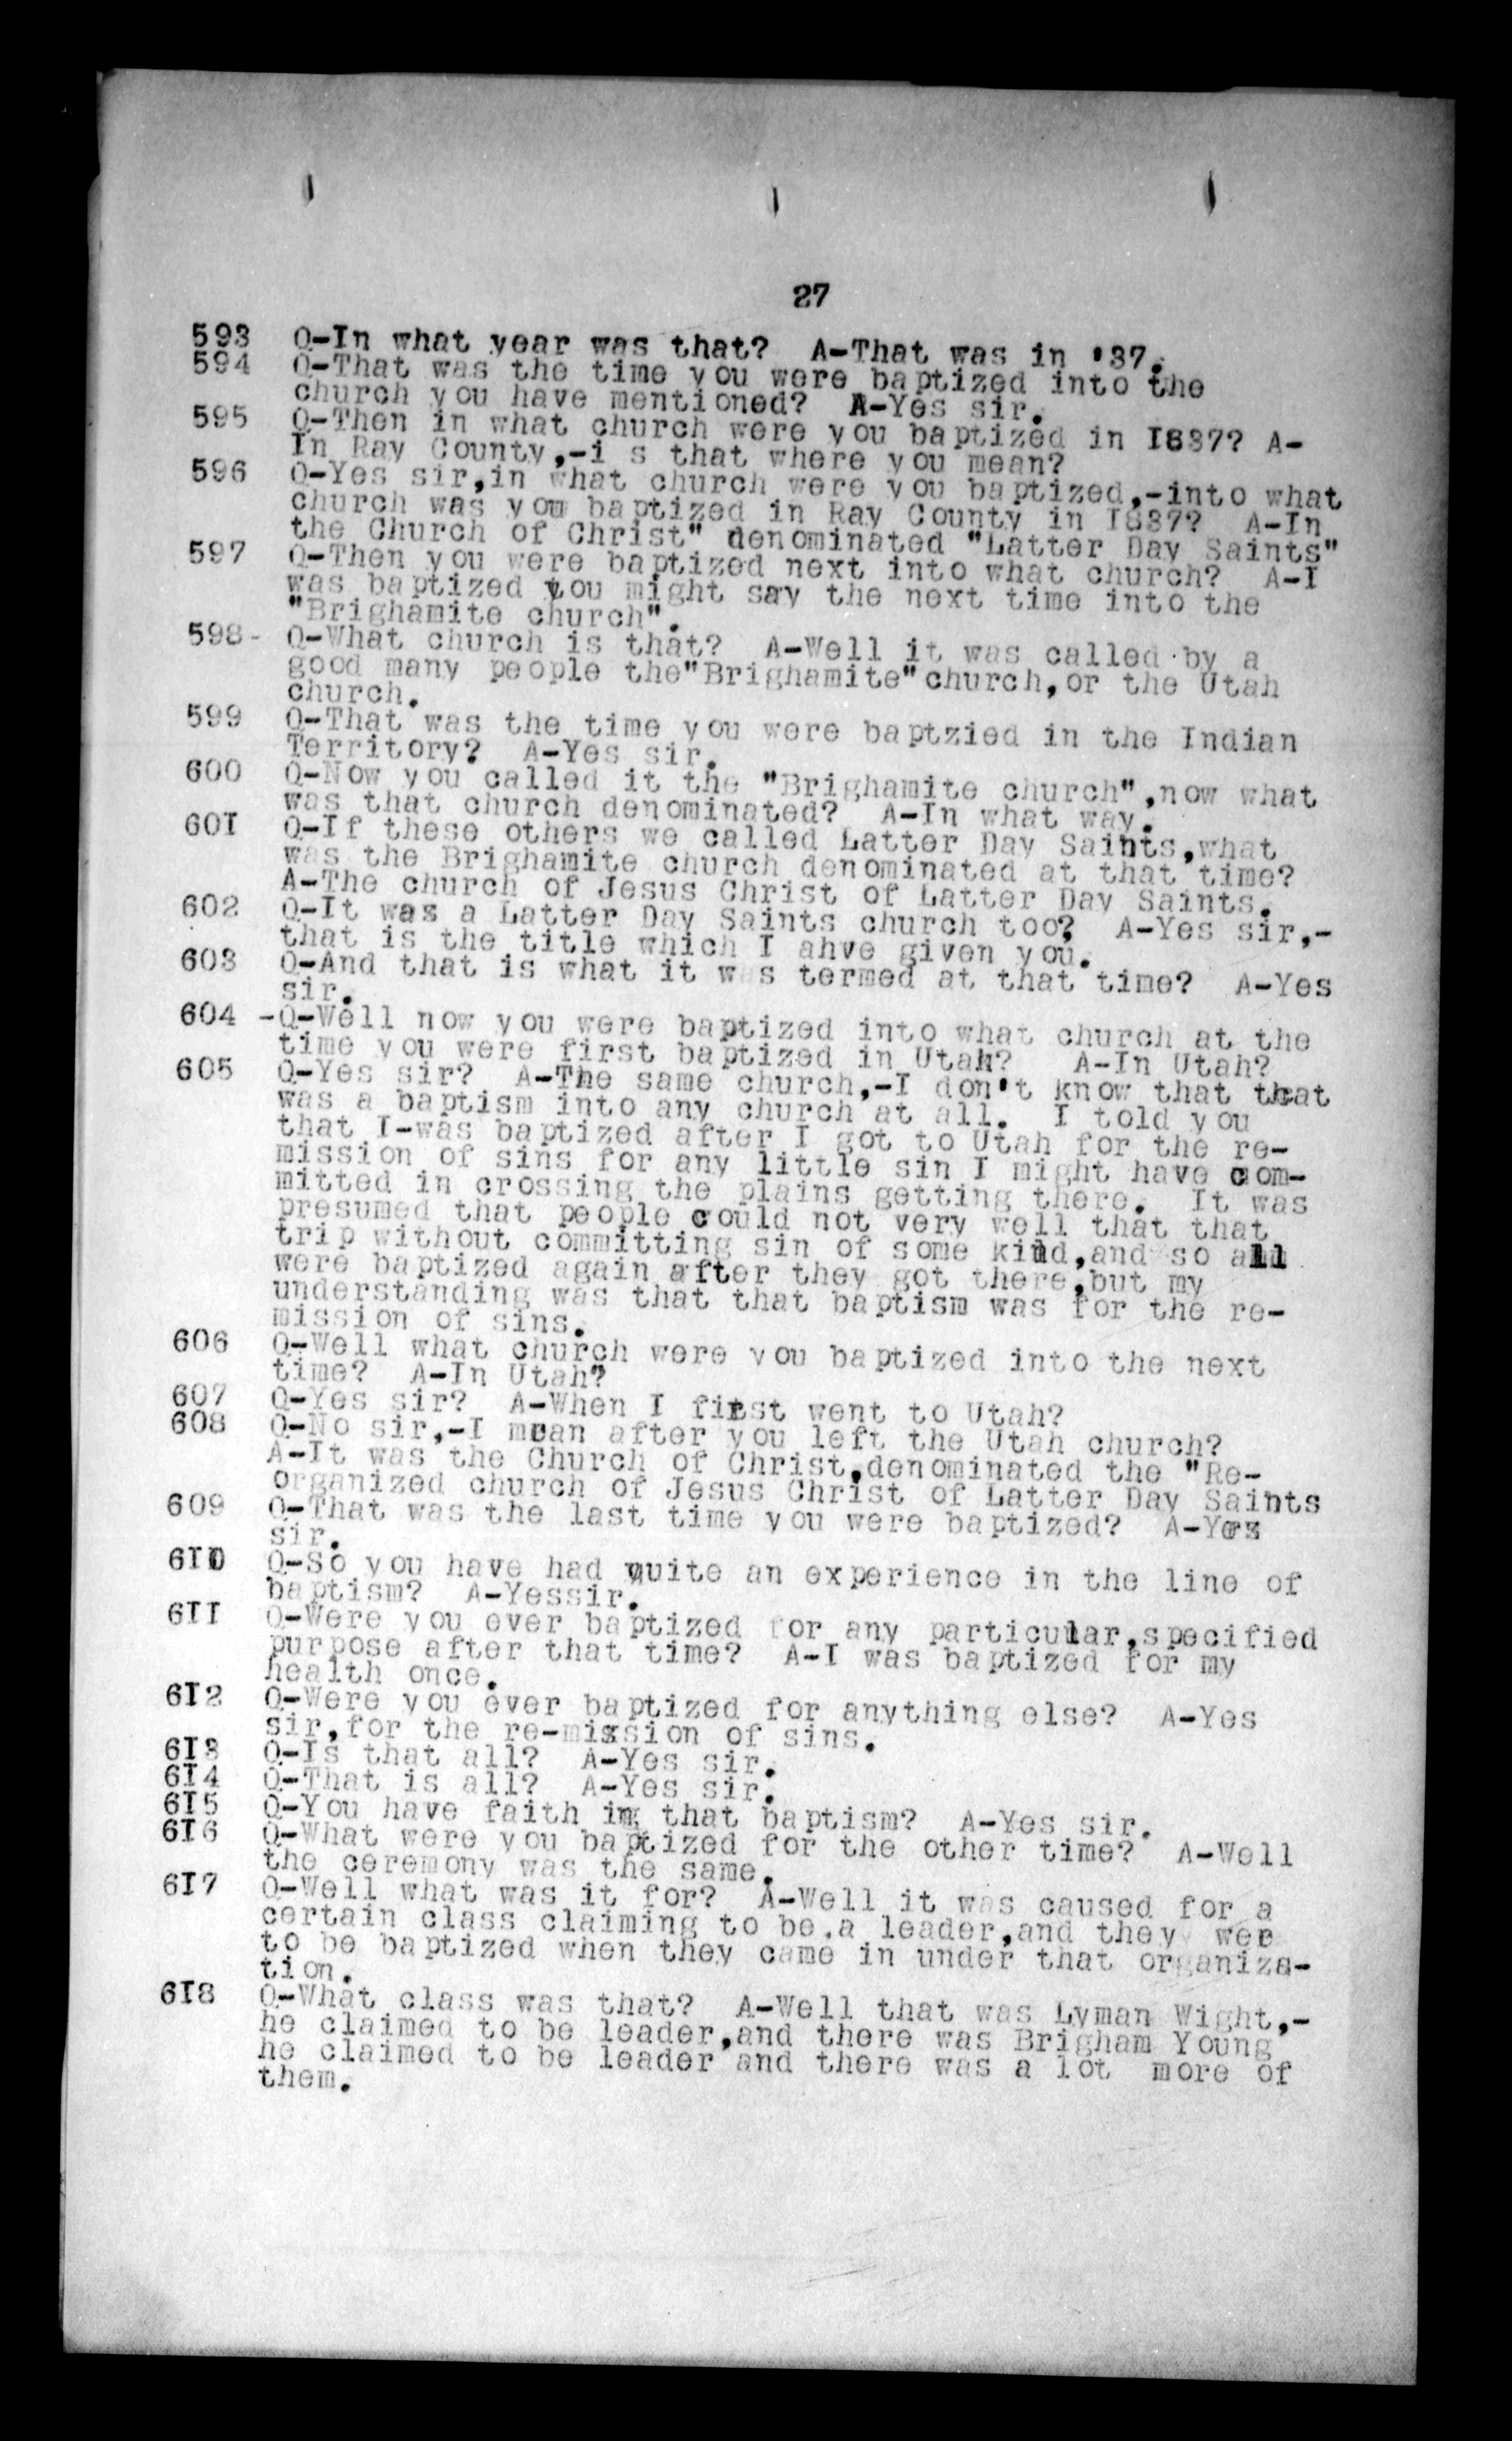 27
593 Q-In what year was that? A-That was in '37.
594 Q-That was the time you were baptized into the
church you have mentioned? A-Yes sir.
595 Q-Then in what church were you baptized in I837? A-
In Ray County,-i s that where you mean?
596 Q-Yes sir,in what church were you baptized,-into what
church was you baptized in Ray County in I837? A-In
the Church of Christ" denominated "Latter Day Saints"
597 Q-Then you were baptized next into what church? A-I
was baptized you might say the next time into the
"Brighamite church".
598- Q-What church is that? A-Well it was called by a
good many people the"Brighamite"church,or the Utah
church.
599 Q-That was the time you were baptzied in the Indian
Territory? A-Yes sir.
600 Q-Now you called it the "Brighamite church",now what
was that church denominated? A-In what way.
60I Q-If these others we called Latter Day Saints,what
was the Brighamite church denominated at that time?
A-The church of Jesus Christ of Latter Day Saints.
602 Q-It was a Latter Day Saints church too? A-Yes sir,-
that is the title which I ahve given you.
603 Q-And that is what it was termed at that time? A-Yes
sir.
604 -Q-Well now you were baptized into what church at the
time you were first baptized in Utah? A-In Utah?
605 Q-Yes sir? A-The same church,-I don't know that that
was a baptism into any church at all. I told you
that I-was baptized after I got to Utah for the re-
mission of sins for any little sin I might have com-
mitted in crossing the plains getting there. It was
presumed that people could not very well that that
trip without committing sin of some kind,and so all
were baptized again after they got there,but my
understanding was that that baptism was for the re-
mission of sins.
606 Q-Well what church were you baptized into the next
time? A-In Utah?
607 Q-Yes sir? A-When I first went to Utah?
608 Q-No sir,-I mean after you left the Utah church?
A-It was the Church of Christ,denominated the "Re-
organized church of Jesus Christ of Latter Day Saints
609 Q-That was the last time you were baptized? A-Yes
sir.
6I0 Q-So you have had quite an experience in the line of
baptism? A-Yessir.
6II Q-Were you ever baptized for any particular,specified
purpose after that time? A-I was baptized for my
health once.
6I2 Q-Were you ever baptized for anything else? A-Yes
sir,for the re-mission of sins.
6I3 Q-Is that all? A-Yes sir.
6I4 Q-That is all? A-Yes sir.
6I5 Q-You have faith in that baptism? A-Yes sir.
6I6 Q-What were you baptized for the other time? A-Well
the ceremony was the same.
6I7 Q-Well what was it for? A-Well it was caused for a
certain class claiming to be.a leader,and they wer
to be baptized when they came in under that organiza-
tion.
6I8 Q-What class was that? A-Well that was Lyman Wight,-
he claimed to be leader,and there was Brigham Young
he claimed to be leader and there was a lot more of
them.